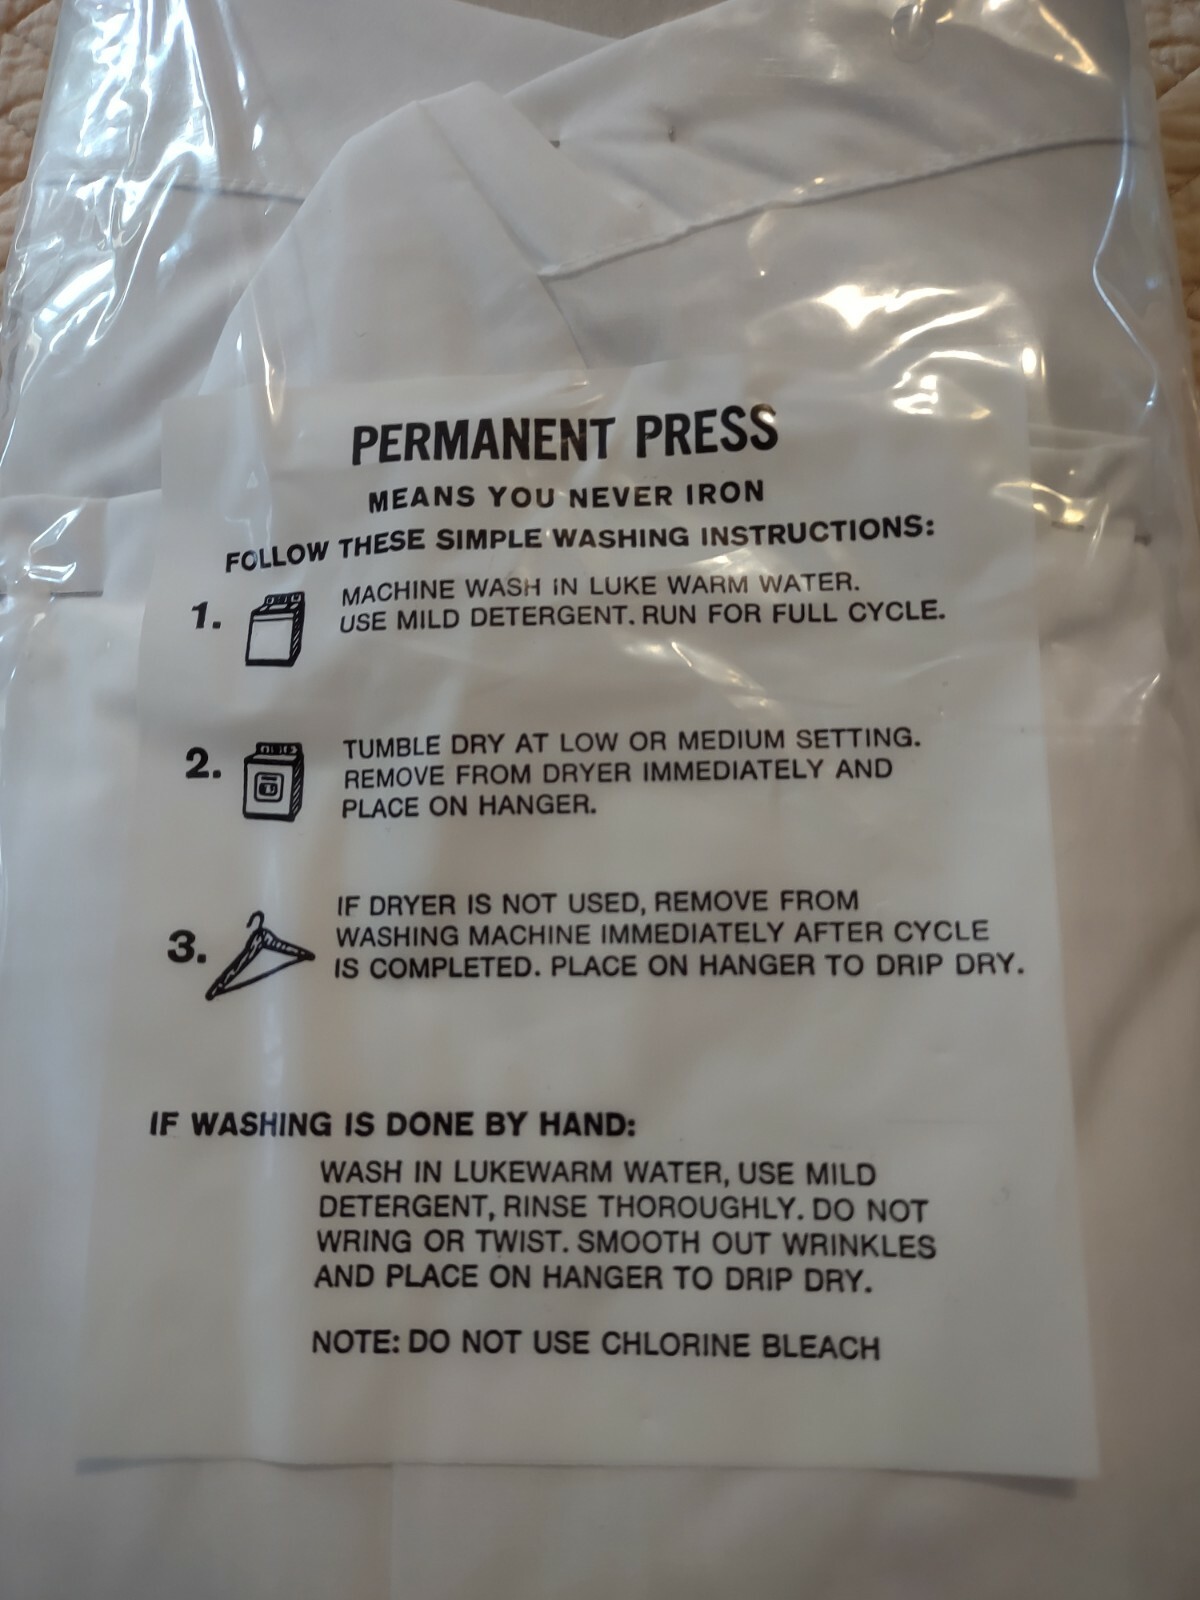 PERMANENT PRESS
MEANS YOU NEVER IRON
FOLLOW THESE SIMPLE WASHING INSTRUCTIONS:
1. MACHINE WASH IN LUKE WARM WATER.
USE MILD DETERGENT. RUN FOR FULL CYCLE.
2. TUMBLE DRY AT LOW OR MEDIUM SETTING.
REMOVE FROM DRYER IMMEDIATELY AND
PLACE ON HANGER.
3. IF DRYER IS NOT USED, REMOVE FROM
WASHING MACHINE IMMEDIATELY AFTER CYCLE
IS COMPLETED. PLACE ON HANGER TO DRIP DRY.
IF WASHING IS DONE BY HAND:
WASH IN LUKEWARM WATER, USE MILD
DETERGENT, RINSE THOROUGHLY. DO NOT
WRING OR TWIST. SMOOTH OUT WRINKLES
AND PLACE ON HANGER TO DRIP DRY.
NOTE: DO NOT USE CHLORINE BLEACH